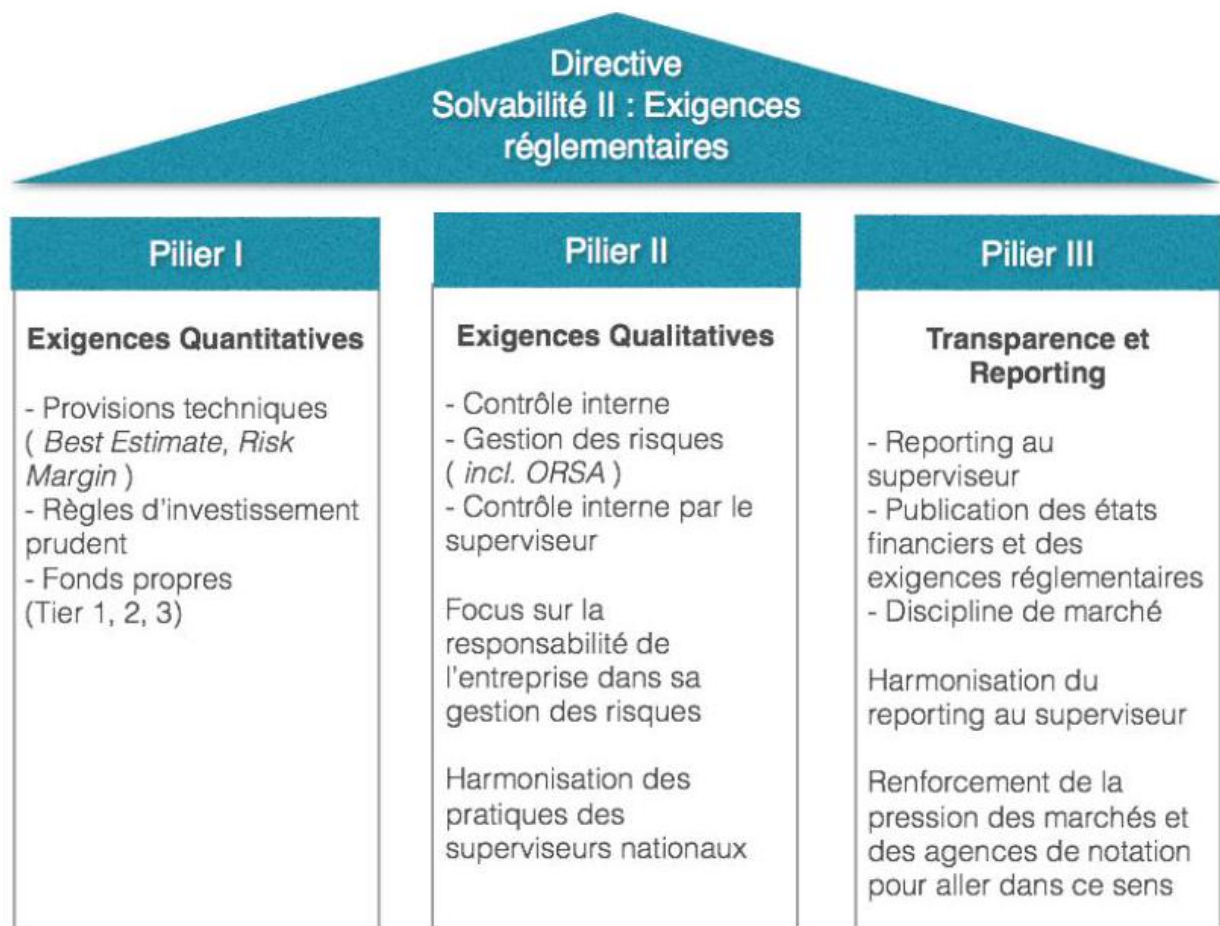 Directive
Solvabilité II : Exigences
réglementaires
Pilier I
Exigences Quantitatives
- Provisions techniques
( Best Estimate, Risk
Margin )
- Règles d'investissement
prudent
- Fonds propres
(Tier 1, 2, 3)
Pilier II
Exigences Qualitatives
- Contrôle interne
- Gestion des risques
( incl. ORSA )
- Contrôle interne par le
superviseur
Focus sur la
responsabilité de
l'entreprise dans sa
gestion des risques
Harmonisation des
pratiques des
superviseurs nationaux
Pilier III
Transparence et
Reporting
- Reporting au
superviseur
- Publication des états
financiers et des
exigences réglementaires
- Discipline de marché
Harmonisation du
reporting au superviseur
Renforcement de la
pression des marchés et
des agences de notation
pour aller dans ce sens